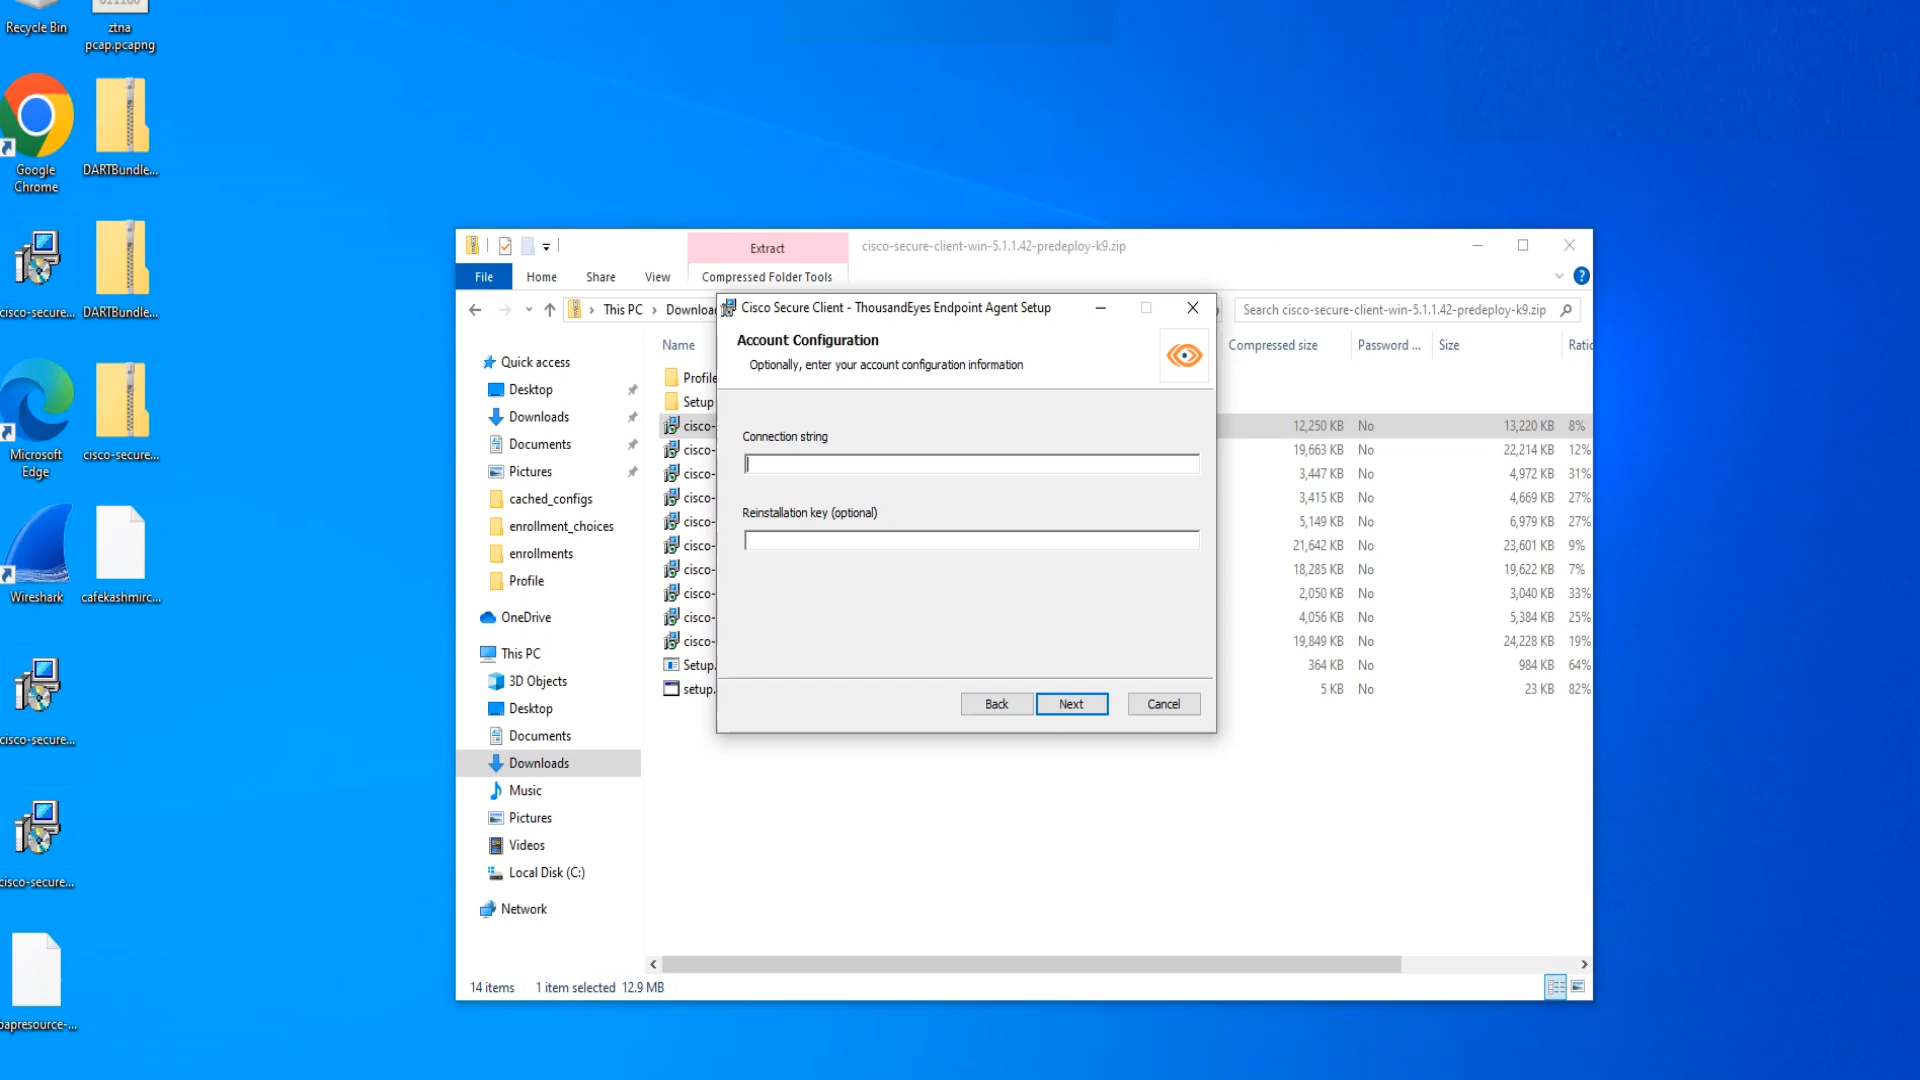 Recycle Bin
ztna
pcap.pcapng
Google
Chrome
DARTBundle...
cisco-secure...
DARTBundle...
Microsoft
Edge
cisco-secure...
Wireshark
cafekashmirc...
cisco-secure...
cisco-secure...
bapresource-...
Extract
cisco-secure-client-win-5.1.1.42-predeploy-k9.zip
File
Home
Share
View
Compressed Folder Tools
This PC
Downloa
Search cisco-secure-client-win-5.1.1.42-predeploy-k9.zip
Quick access
Desktop
Downloads
Documents
Pictures
cached_configs
enrollment_choices
enrollments
Profile
OneDrive
This PC
3D Objects
Desktop
Documents
Downloads
Music
Pictures
Videos
Local Disk (C:)
Network
Name
Compressed size
Password ...
Size
Ratio
Profile
Setup
cisco- 12,250 KB No 13,220 KB 8%
cisco- 19,663 KB No 22,214 KB 12%
cisco- 3,447 KB No 4,972 KB 31%
cisco- 3,415 KB No 4,669 KB 27%
cisco- 5,149 KB No 6,979 KB 27%
cisco- 21,642 KB No 23,601 KB 9%
cisco- 18,285 KB No 19,622 KB 7%
cisco- 2,050 KB No 3,040 KB 33%
cisco- 4,056 KB No 5,384 KB 25%
cisco- 19,849 KB No 24,228 KB 19%
Setup. 364 KB No 984 KB 64%
setup. 5 KB No 23 KB 82%
14 items
1 item selected 12.9 MB
Cisco Secure Client - ThousandEyes Endpoint Agent Setup
Account Configuration
Optionally, enter your account configuration information
Connection string
Reinstallation key (optional)
Back
Next
Cancel